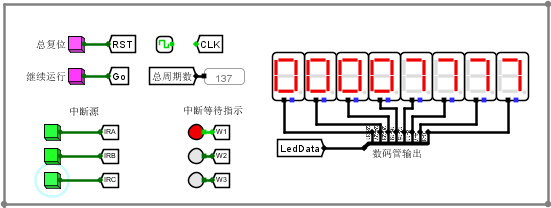 总复位 RST CLK
继续运行 Go 总周期数 137
00007777
中断源 中断等待指示
IRA W1
IRB W2
IRC W3
LedData 数码管输出